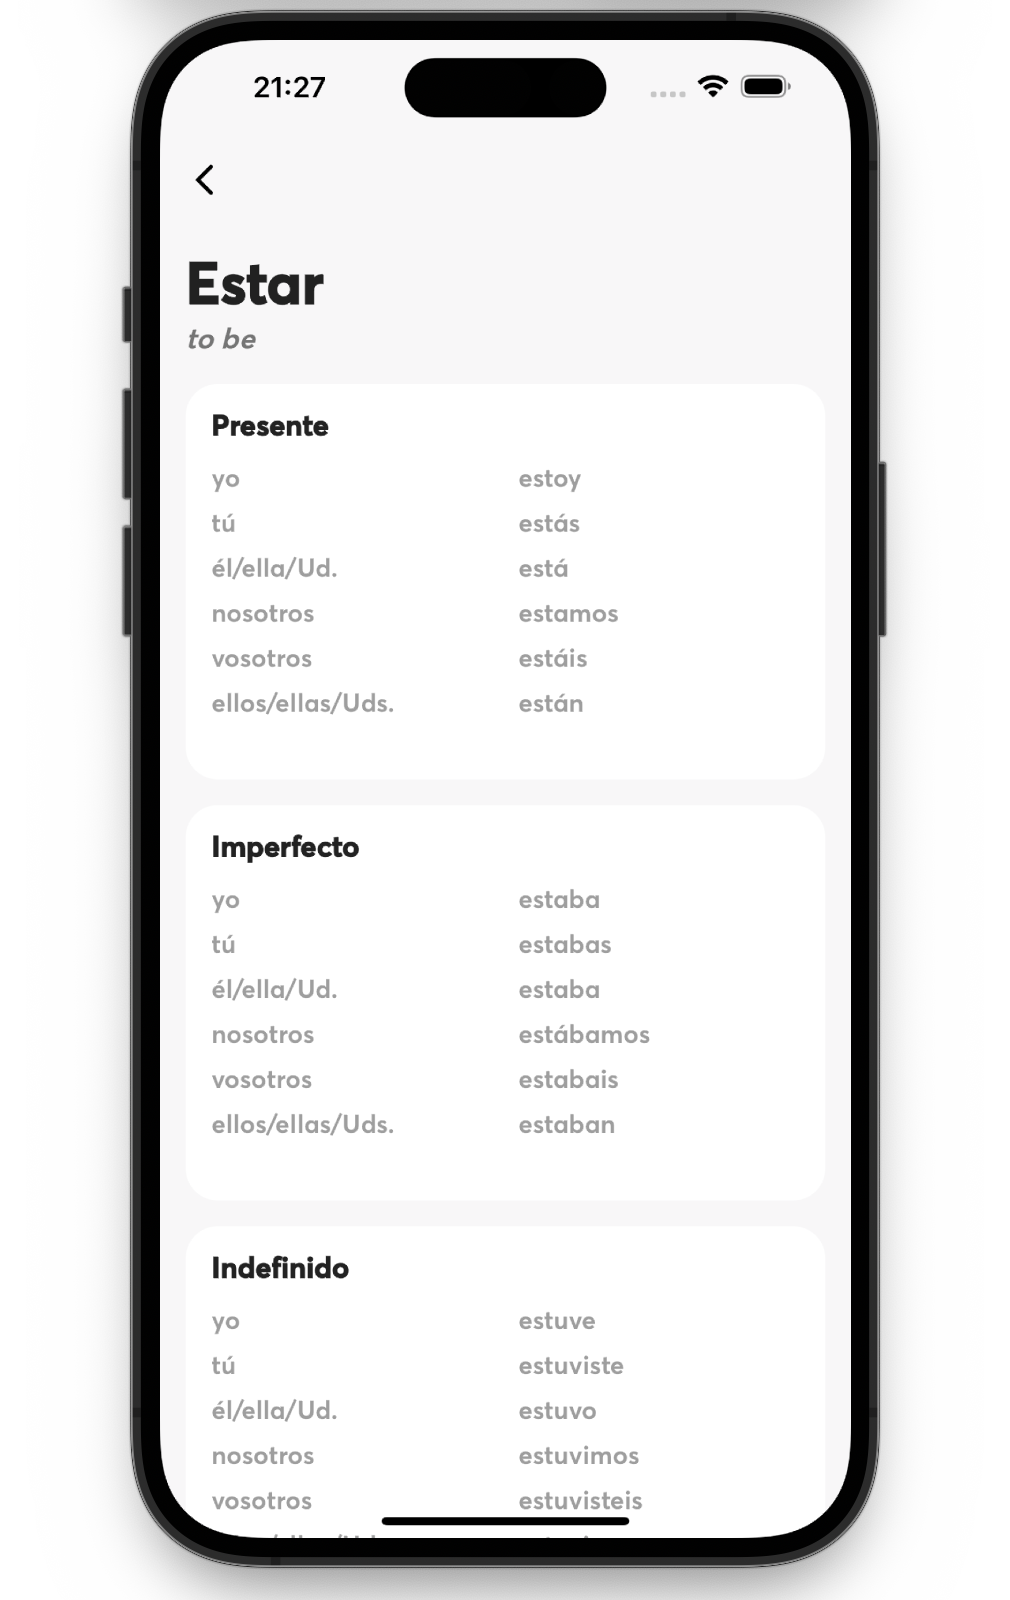 21:27
Estar
to be
Presente
yo estoy
tú estás
él/ella/Ud. está
nosotros estamos
vosotros estáis
ellos/ellas/Uds. están
Imperfecto
yo estaba
tú estabas
él/ella/Ud. estaba
nosotros estábamos
vosotros estabais
ellos/ellas/Uds. estaban
Indefinido
yo estuve
tú estuviste
él/ella/Ud. estuvo
nosotros estuvimos
vosotros estuvisteis